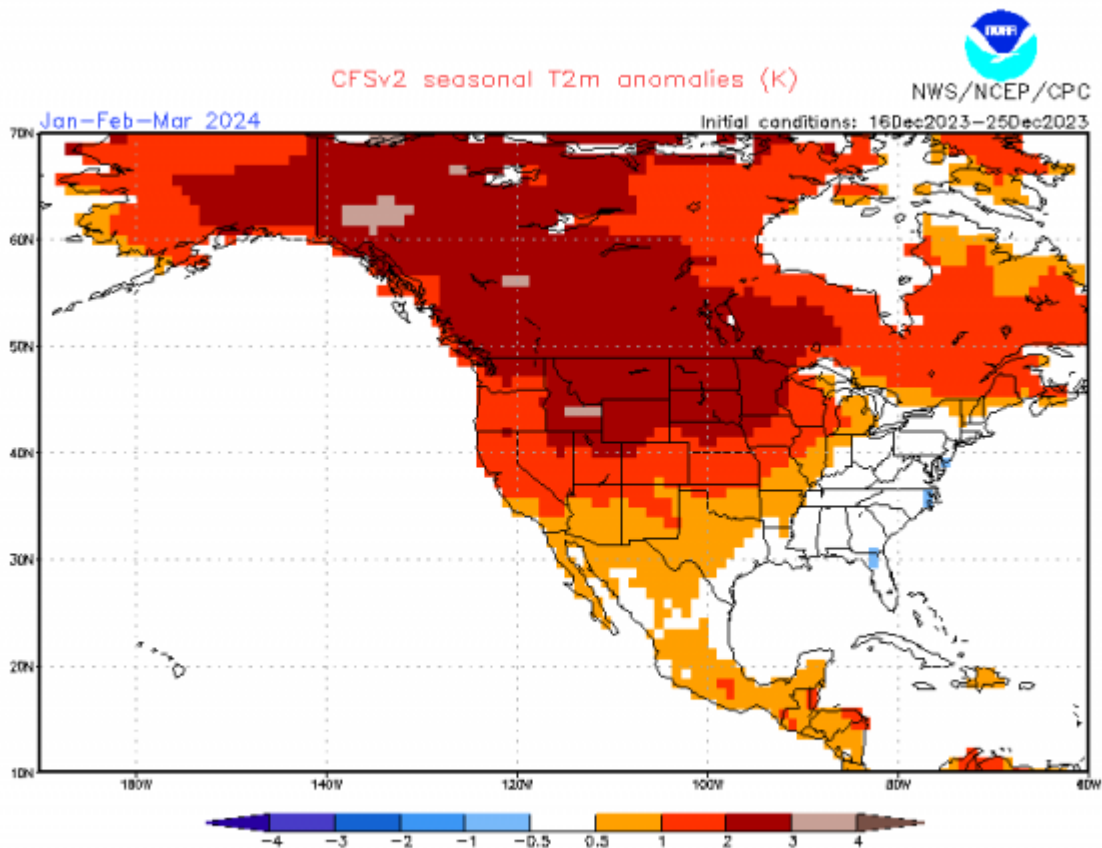 NOAA
CFSv2 seasonal T2m anomalies (K)
NWS/NCEP/CPC
Jan-Feb-Mar 2024
Initial conditions: 16Dec2023-25Dec2023
70N
60N
50N
40N
30N
20N
10N
160W 140W 120W 100W 80W 60W
-4 -3 -2 -1 -0.5 0.5 1 2 3 4